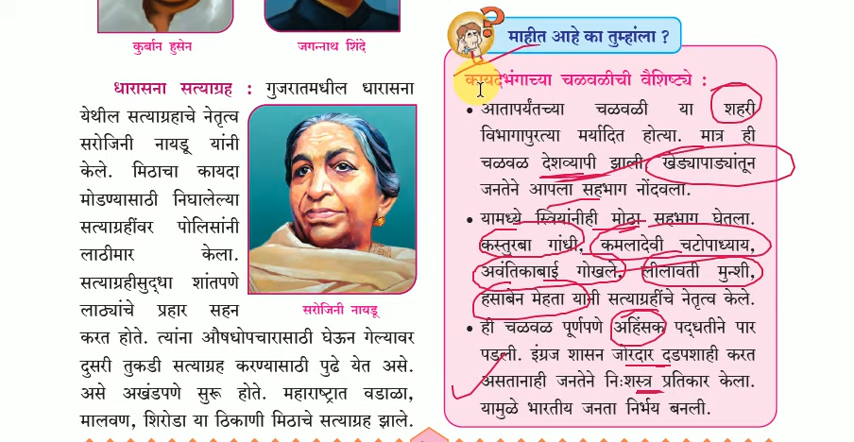 कुर्बान हुसेन
जगन्नाथ शिंदे
धारासना सत्याग्रह : गुजरातमधील धारासना
येथील सत्याग्रहाचे नेतृत्व
सरोजिनी नायडू यांनी
केले. मिठाचा कायदा
मोडण्यासाठी निघालेल्या
सत्याग्रहींवर पोलिसांनी
लाठीमार केला.
सत्याग्रहीसुद्धा शांतपणे
लाठ्यांचे प्रहार सहन
करत होते. त्यांना औषधोपचारासाठी घेऊन गेल्यावर
दुसरी तुकडी सत्याग्रह करण्यासाठी पुढे येत असे.
असे अखंडपणे सुरू होते. महाराष्ट्रात वडाळा,
मालवण, शिरोडा या ठिकाणी मिठाचे सत्याग्रह झाले.
सरोजिनी नायडू
माहीत आहे का तुम्हांला ?
कायदेभंगाच्या चळवळीची वैशिष्ट्ये :
• आतापर्यंतच्या चळवळी या शहरी
विभागापुरत्या मर्यादित होत्या. मात्र ही
चळवळ देशव्यापी झाली. खेड्यापाड्यांतून
जनतेने आपला सहभाग नोंदवला.
• यामध्ये स्त्रियांनीही मोठा सहभाग घेतला.
कस्तुरबा गांधी, कमलादेवी चटोपाध्याय,
अवंतिकाबाई गोखले, लीलावती मुन्शी,
हंसाबेन मेहता यांनी सत्याग्रहींचे नेतृत्व केले.
• ही चळवळ पूर्णपणे अहिंसक पद्धतीने पार
पडली. इंग्रज शासन जोरदार दडपशाही करत
असतानाही जनतेने निःशस्त्र प्रतिकार केला.
यामुळे भारतीय जनता निर्भय बनली.